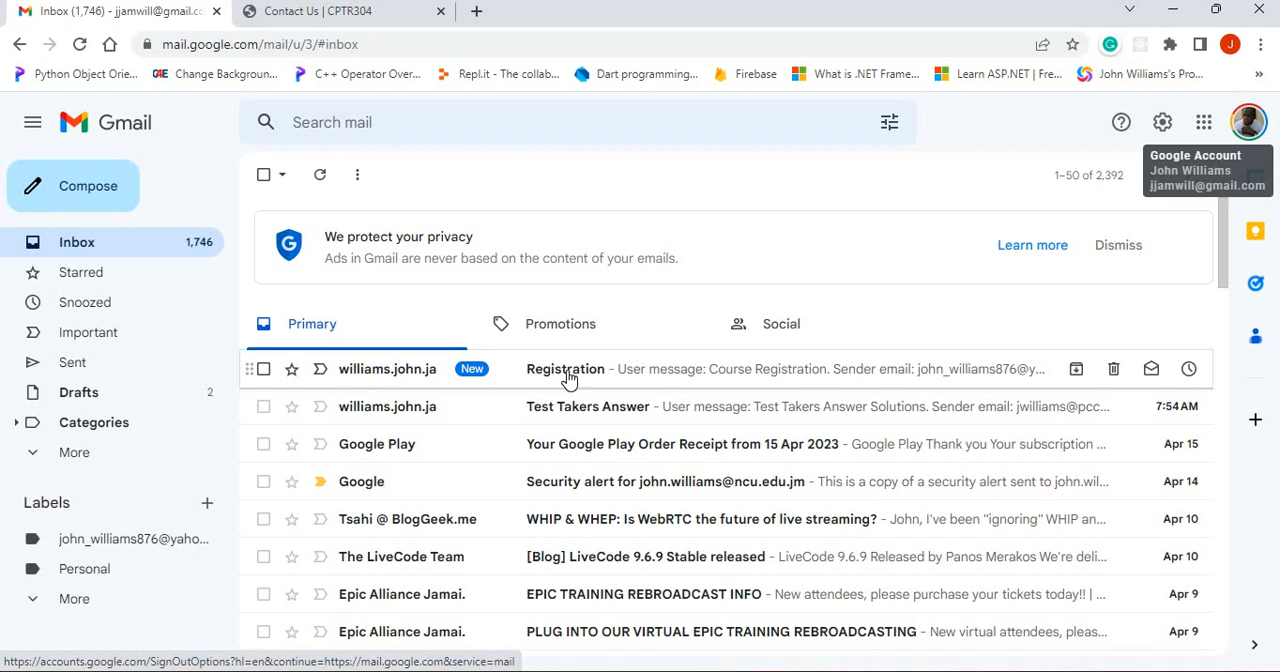 Inbox (1,746) - jjamwill@gmail.co
Contact Us | CPTR304
mail.google.com/mail/u/3/#inbox
J
Python Object Orie...
Change Backgroun...
C++ Operator Over...
Repl.it - The collab...
Dart programming...
Firebase
What is .NET Frame...
Learn ASP.NET | Fre...
John Williams's Pro...
»
Gmail
Search mail
Google Account
John Williams
jjamwill@gmail.com
Compose
1–50 of 2,392
We protect your privacy
Ads in Gmail are never based on the content of your emails.
Learn more
Dismiss
Inbox 1,746
Starred
Snoozed
Important
Sent
Drafts 2
Categories
More
Labels
john_williams876@yaho...
Personal
More
Primary
Promotions
Social
williams.john.ja New Registration - User message: Course Registration. Sender email: john_williams876@y...
williams.john.ja Test Takers Answer - User message: Test Takers Answer Solutions. Sender email: jwilliams@pcc... 7:54 AM
Google Play Your Google Play Order Receipt from 15 Apr 2023 - Google Play Thank you Your subscription ... Apr 15
Google Security alert for john.williams@ncu.edu.jm - This is a copy of a security alert sent to john.wil... Apr 14
Tsahi @ BlogGeek.me WHIP & WHEP: Is WebRTC the future of live streaming? - John, I've been "ignoring" WHIP an... Apr 10
The LiveCode Team [Blog] LiveCode 9.6.9 Stable released - LiveCode 9.6.9 Released by Panos Merakos We're deli... Apr 10
Epic Alliance Jamai. EPIC TRAINING REBROADCAST INFO - New attendees, please purchase your tickets today!! | ... Apr 9
Epic Alliance Jamai. PLUG INTO OUR VIRTUAL EPIC TRAINING REBROADCASTING - New virtual attendees, pleas... Apr 9
https://accounts.google.com/SignOutOptions?hl=en&continue=https://mail.google.com&service=mail